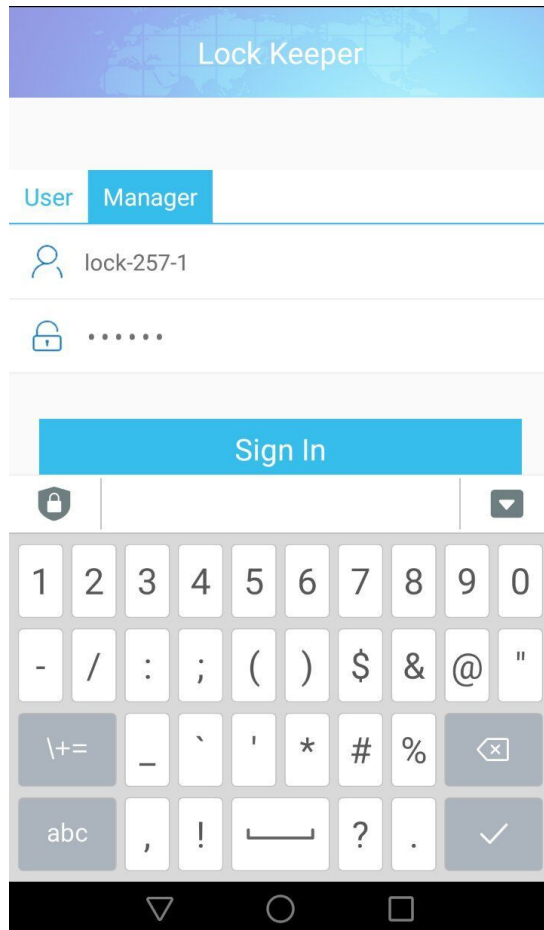 Lock Keeper
User Manager
lock-257-1
••••••
Sign In
1 2 3 4 5 6 7 8 9 0
- / : ; ( ) $ & @ "
\+= _ ` ' * # %
abc , ! ? .